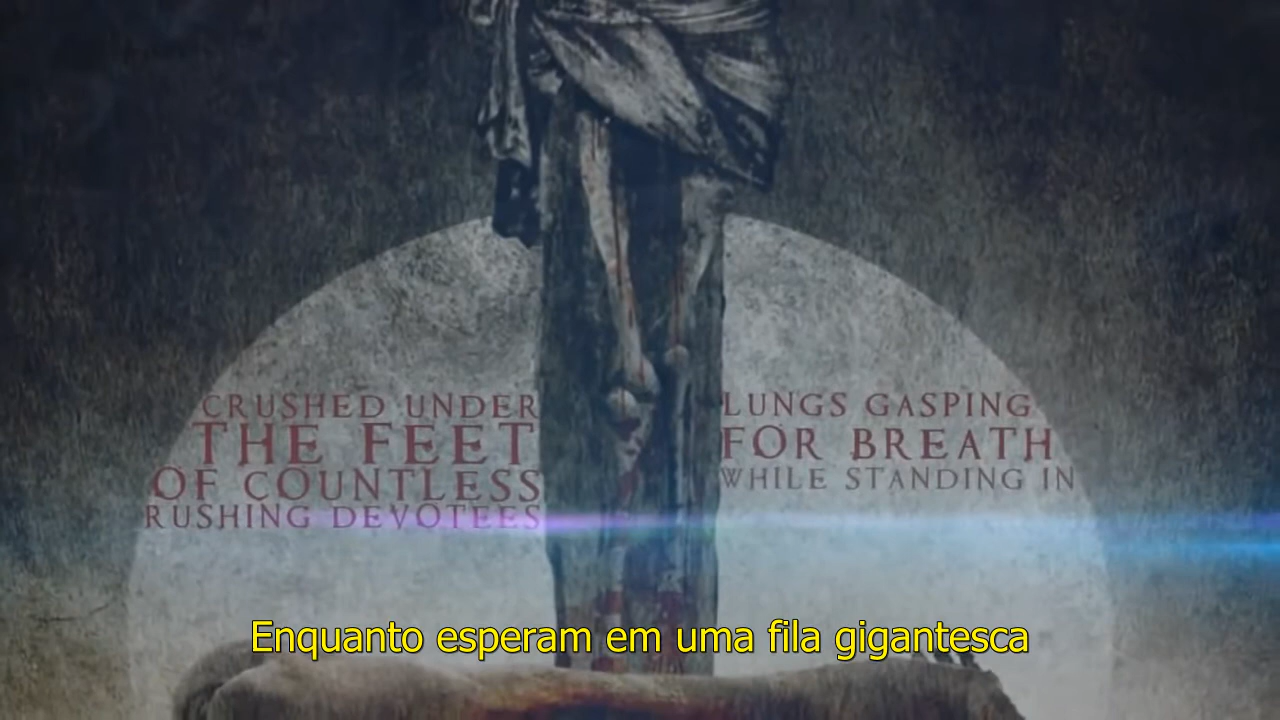 CRUSHED UNDER
THE FEET
OF COUNTLESS
RUSHING DEVOTEES
LUNGS GASPING
FOR BREATH
WHILE STANDING IN
Enquanto esperam em uma fila gigantesca